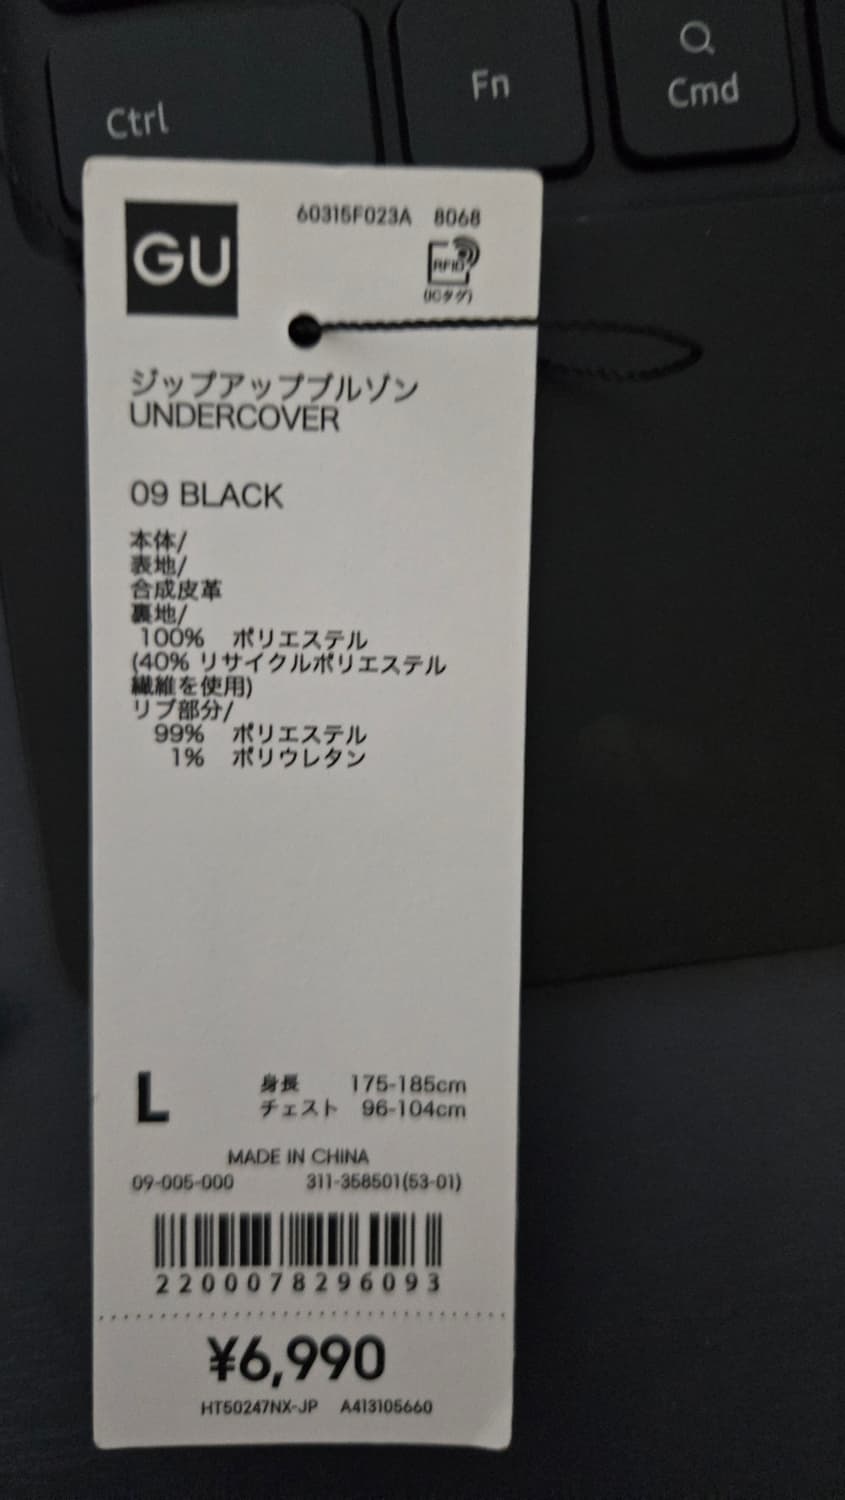 Ctrl
Fn
Cmd
GU
60315F023A 8068
RFID
(ICタグ)
ジップアップブルゾン
UNDERCOVER
09 BLACK
本体/
表地/
合成皮革
裏地/
100% ポリエステル
(40% リサイクルポリエステル
繊維を使用)
リブ部分/
99% ポリエステル
1% ポリウレタン
L
身長 175-185cm
チェスト 96-104cm
MADE IN CHINA
09-005-000 311-358501(53-01)
2200078296093
¥6,990
HT50247NX-JP A413105660